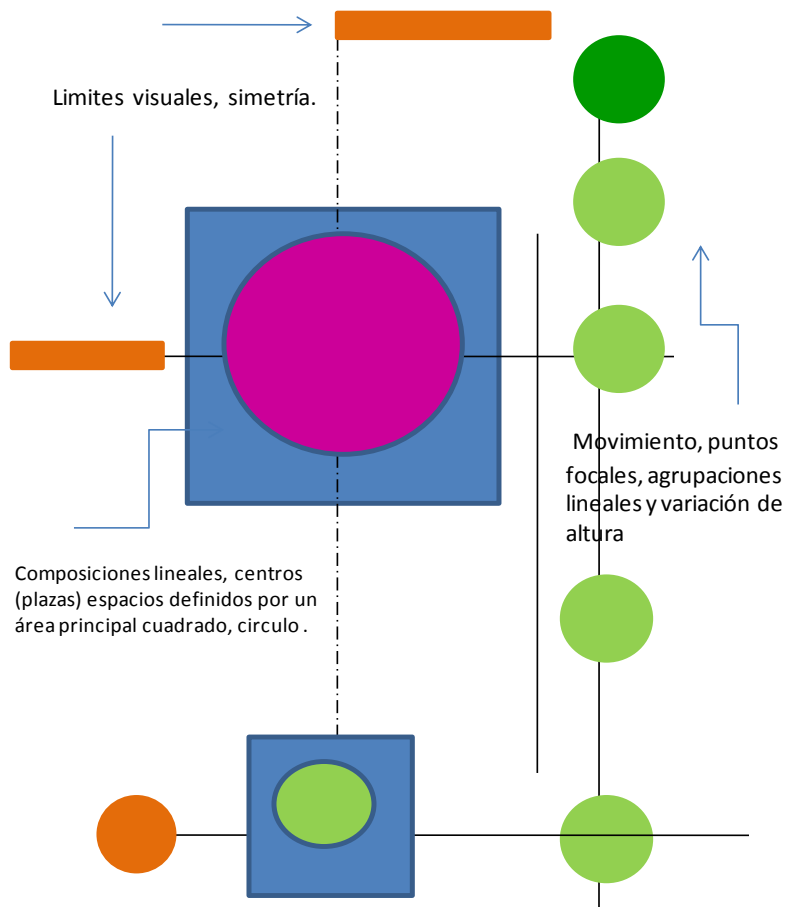 Limites visuales, simetría.
Movimiento, puntos
focales, agrupaciones
lineales y variación de
altura
Composiciones lineales, centros
(plazas) espacios definidos por un
área principal cuadrado, circulo .